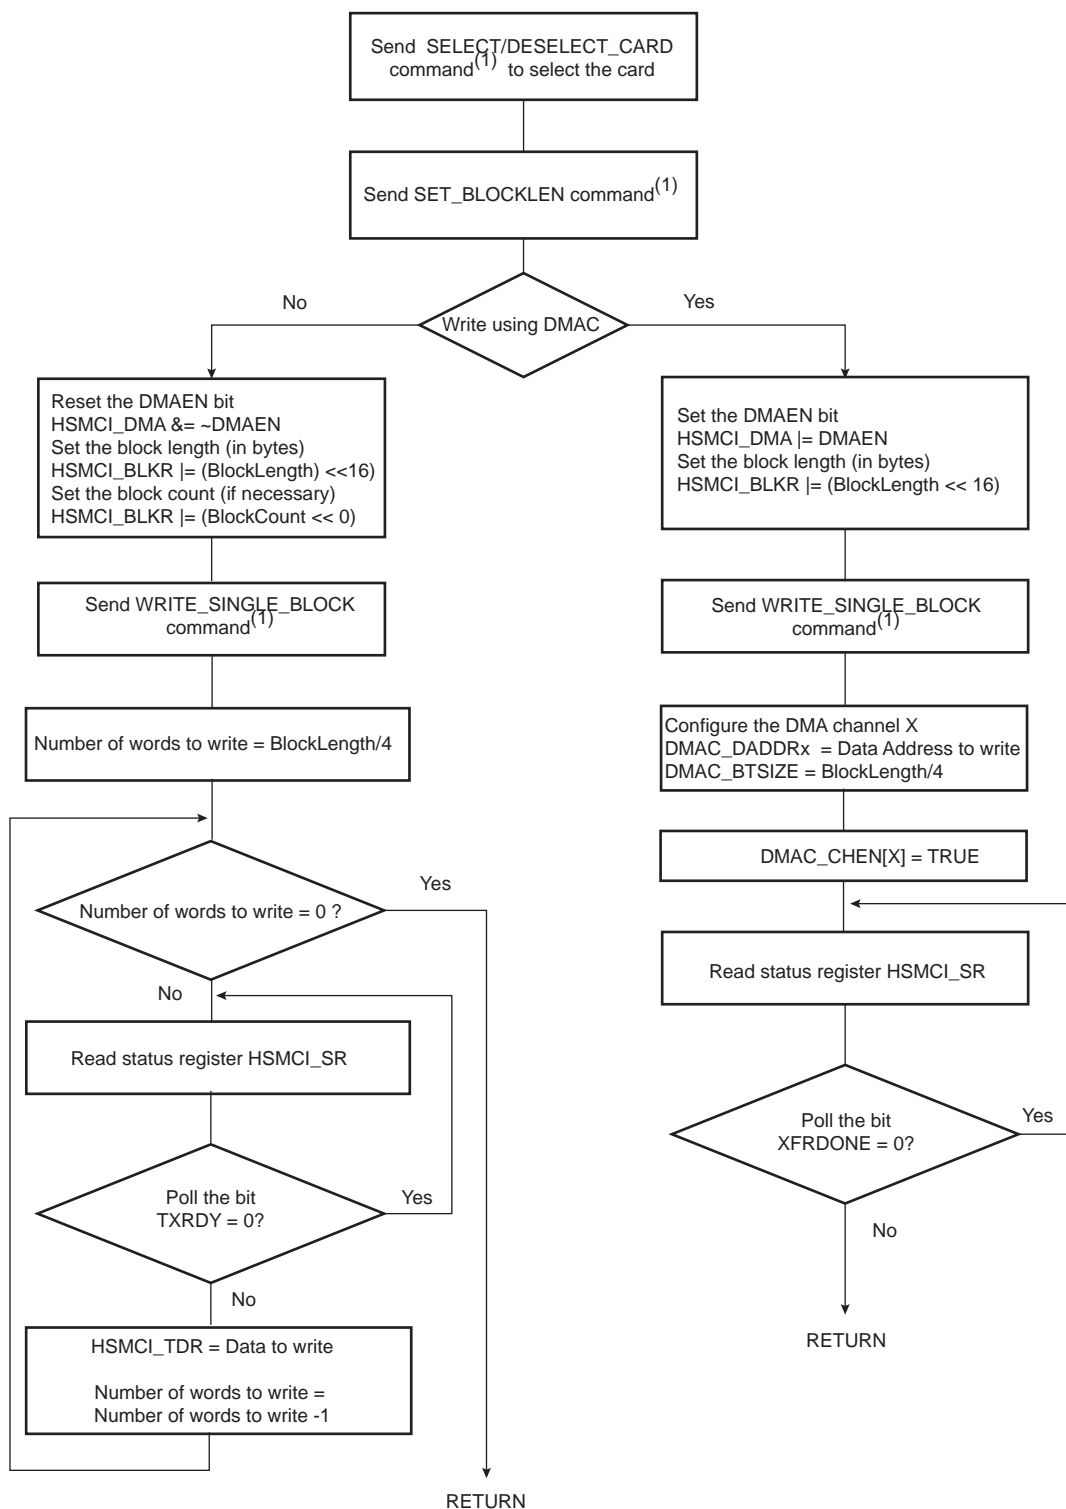 Send SELECT/DESELECT_CARD
command(1) to select the card
Send SET_BLOCKLEN command(1)
No
Yes
Write using DMAC
Reset the DMAEN bit
HSMCI_DMA &= ~DMAEN
Set the block length (in bytes)
HSMCI_BLKR |= (BlockLength) <<16)
Set the block count (if necessary)
HSMCI_BLKR |= (BlockCount << 0)
Send WRITE_SINGLE_BLOCK
command(1)
Number of words to write = BlockLength/4
Number of words to write = 0 ?
Yes
No
Read status register HSMCI_SR
Poll the bit
TXRDY = 0?
Yes
No
HSMCI_TDR = Data to write
Number of words to write =
Number of words to write -1
RETURN
Set the DMAEN bit
HSMCI_DMA |= DMAEN
Set the block length (in bytes)
HSMCI_BLKR |= (BlockLength << 16)
Send WRITE_SINGLE_BLOCK
command(1)
Configure the DMA channel X
DMAC_DADDRx = Data Address to write
DMAC_BTSIZE = BlockLength/4
DMAC_CHEN[X] = TRUE
Read status register HSMCI_SR
Poll the bit
XFRDONE = 0?
Yes
No
RETURN